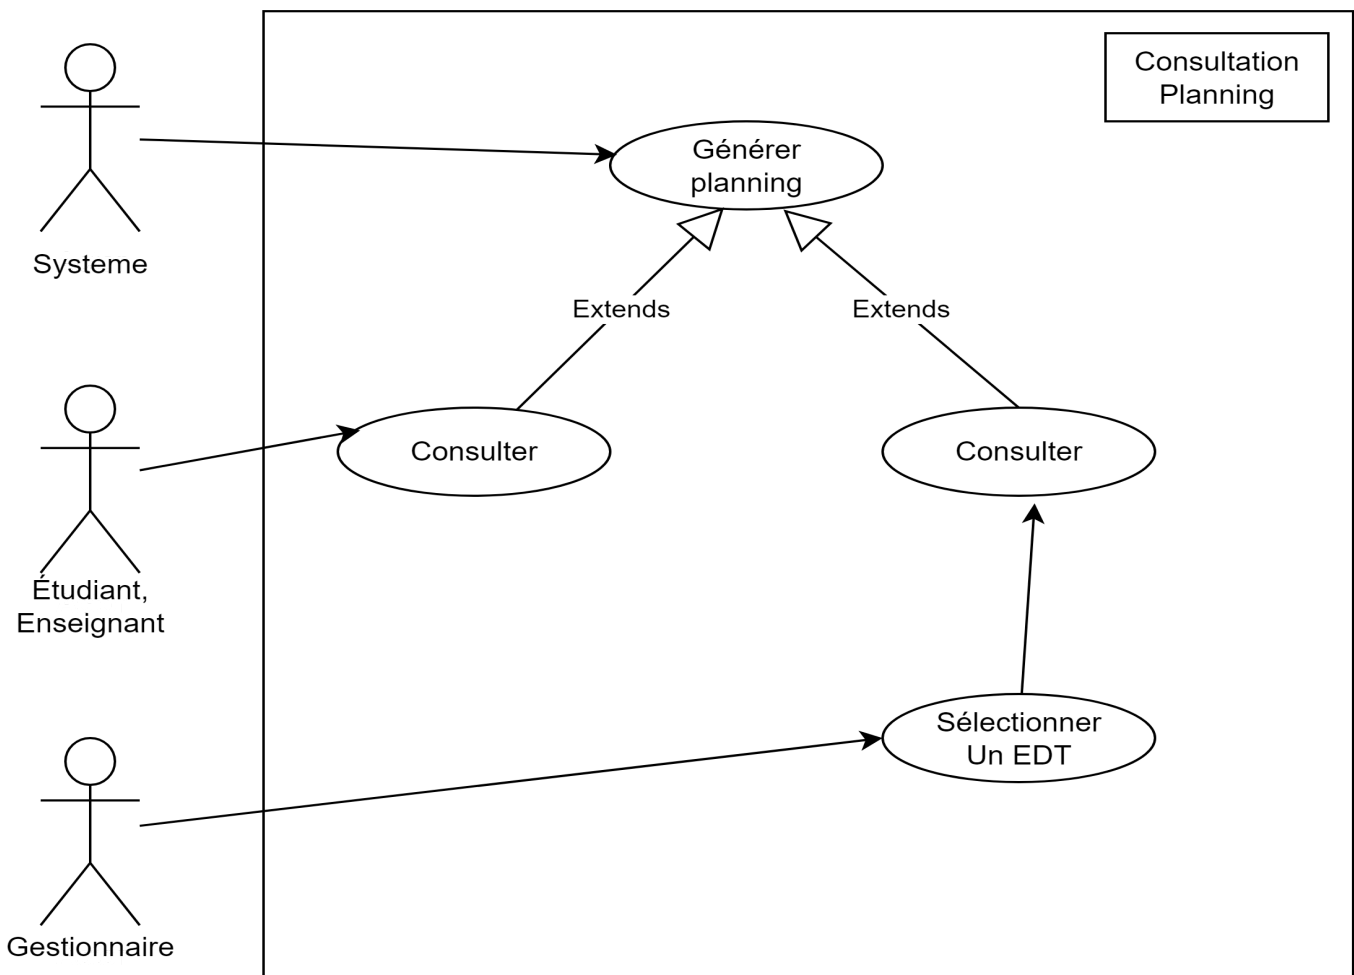 Consultation
Planning
Générer
planning
Systeme
Extends
Extends
Consulter
Consulter
Étudiant,
Enseignant
Sélectionner
Un EDT
Gestionnaire